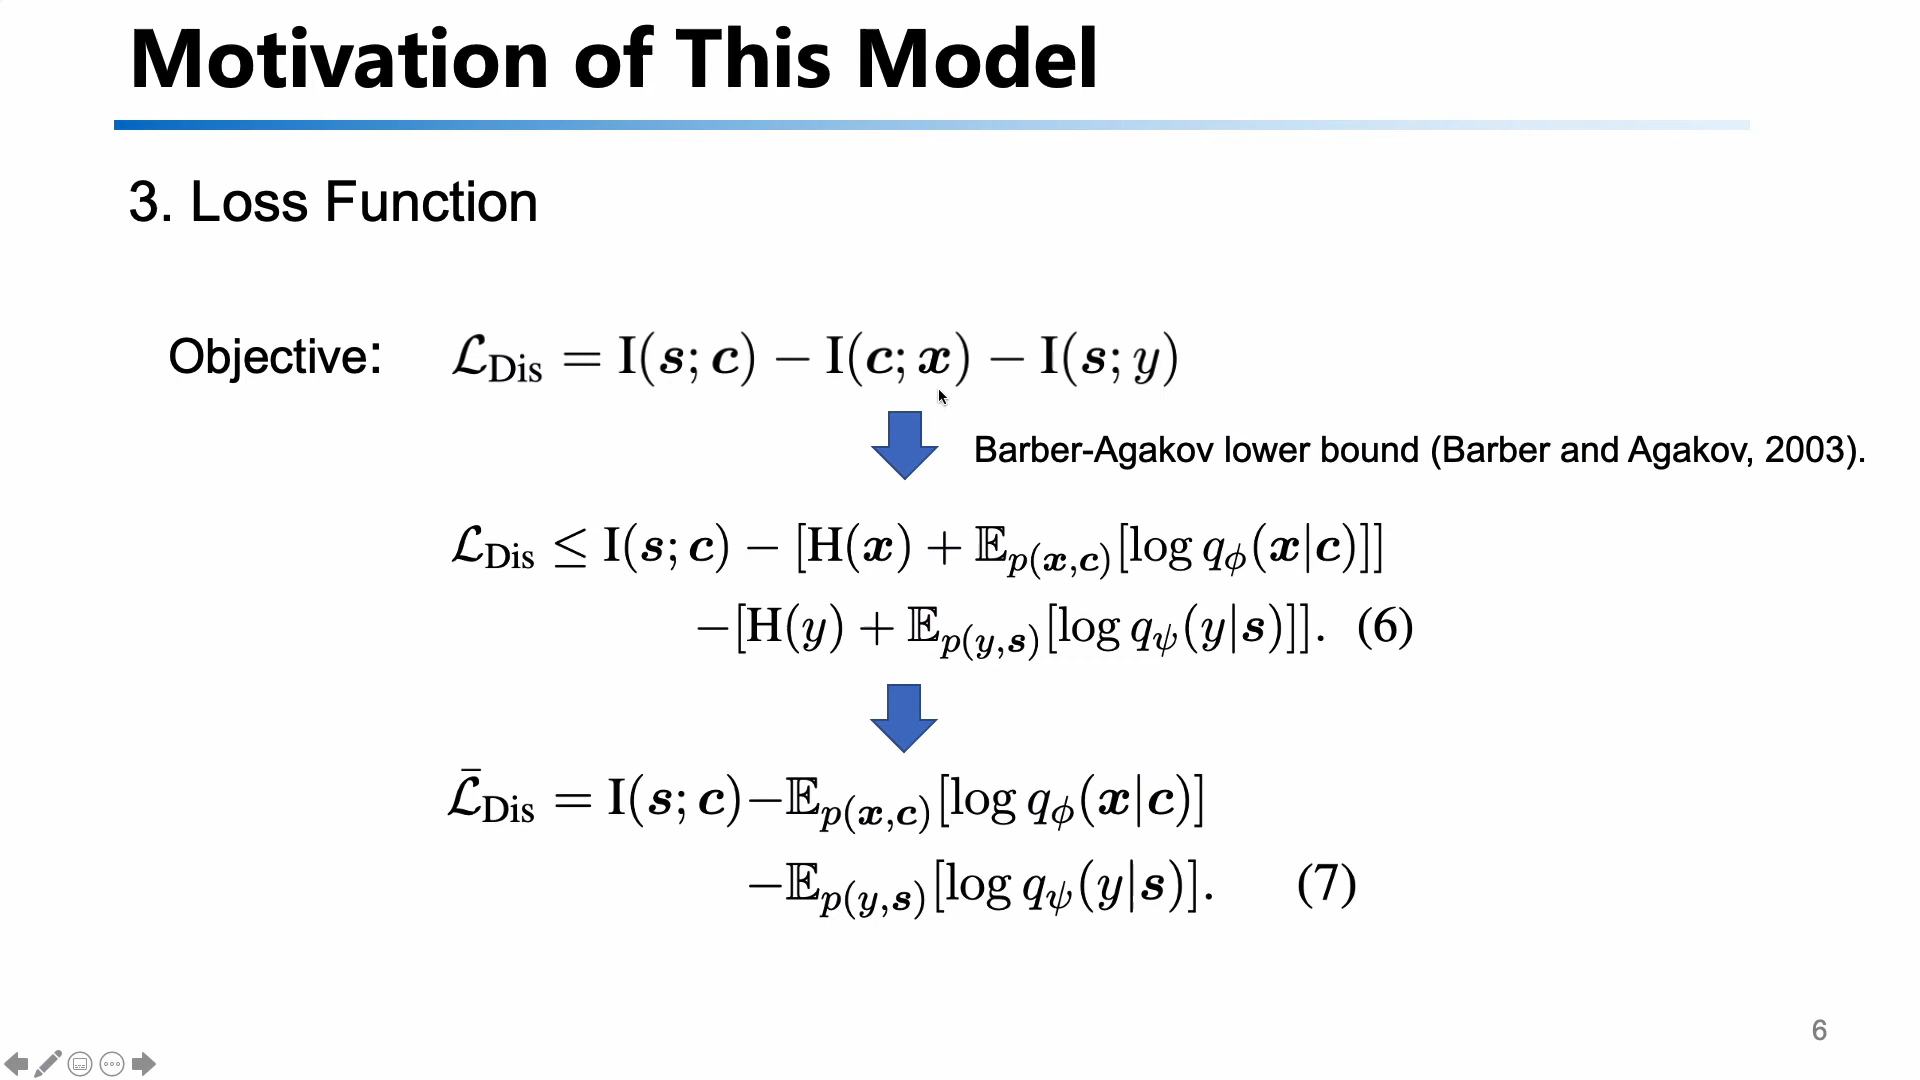 Motivation of This Model
3. Loss Function
Objective: ℒ_Dis = I(s; c) − I(c; x) − I(s; y)
Barber-Agakov lower bound (Barber and Agakov, 2003).
ℒ_Dis ≤ I(s; c) − [H(x) + 𝔼_p(x,c)[log q_ϕ(x|c)]]
−[H(y) + 𝔼_p(y,s)[log q_ψ(y|s)]]. (6)
ℒ̄_Dis = I(s; c)−𝔼_p(x,c)[log q_ϕ(x|c)]
−𝔼_p(y,s)[log q_ψ(y|s)]. (7)
6